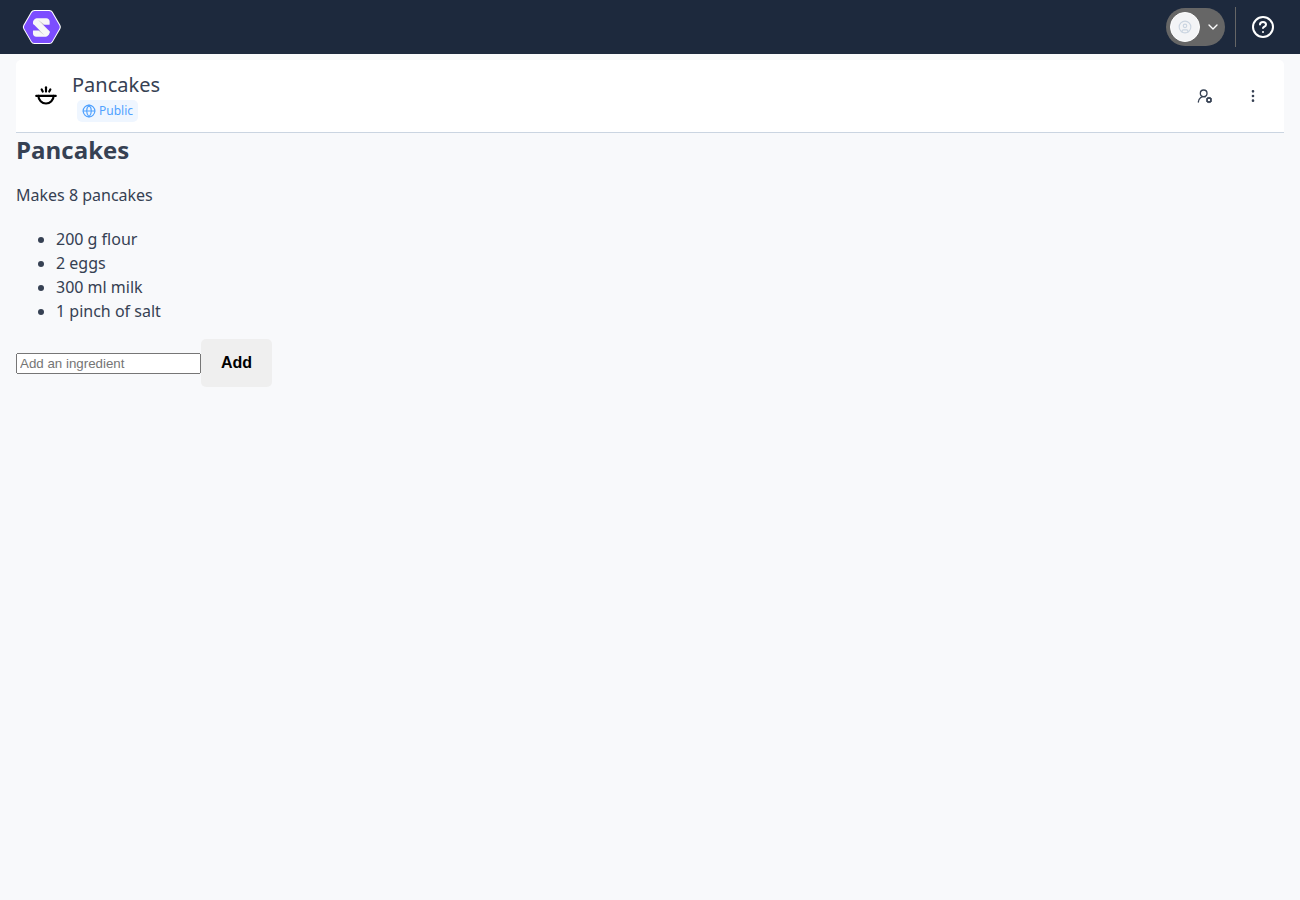 Pancakes
Public
Pancakes
Makes 8 pancakes
200 g flour
2 eggs
300 ml milk
1 pinch of salt
Add an ingredient
Add